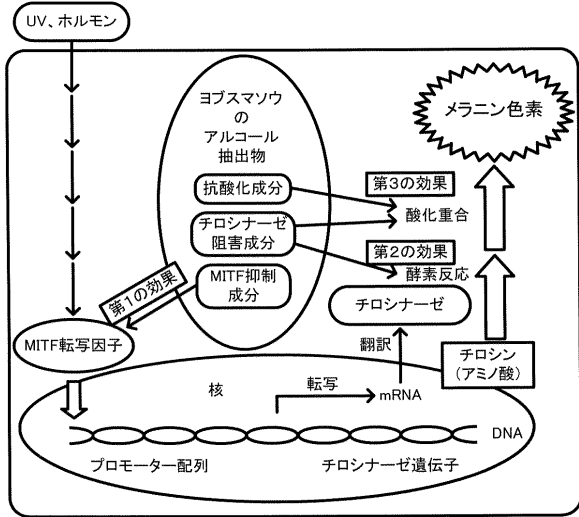 UV、ホルモン
ヨブスマソウ
の
アルコール
抽出物
メラニン色素
抗酸化成分
第3の効果
酸化重合
チロシナーゼ
阻害成分
第2の効果
酵素反応
MITF抑制
成分
第1の効果
チロシナーゼ
MITF転写因子
翻訳
チロシン
(アミノ酸)
核
転写
mRNA
DNA
プロモーター配列
チロシナーゼ遺伝子